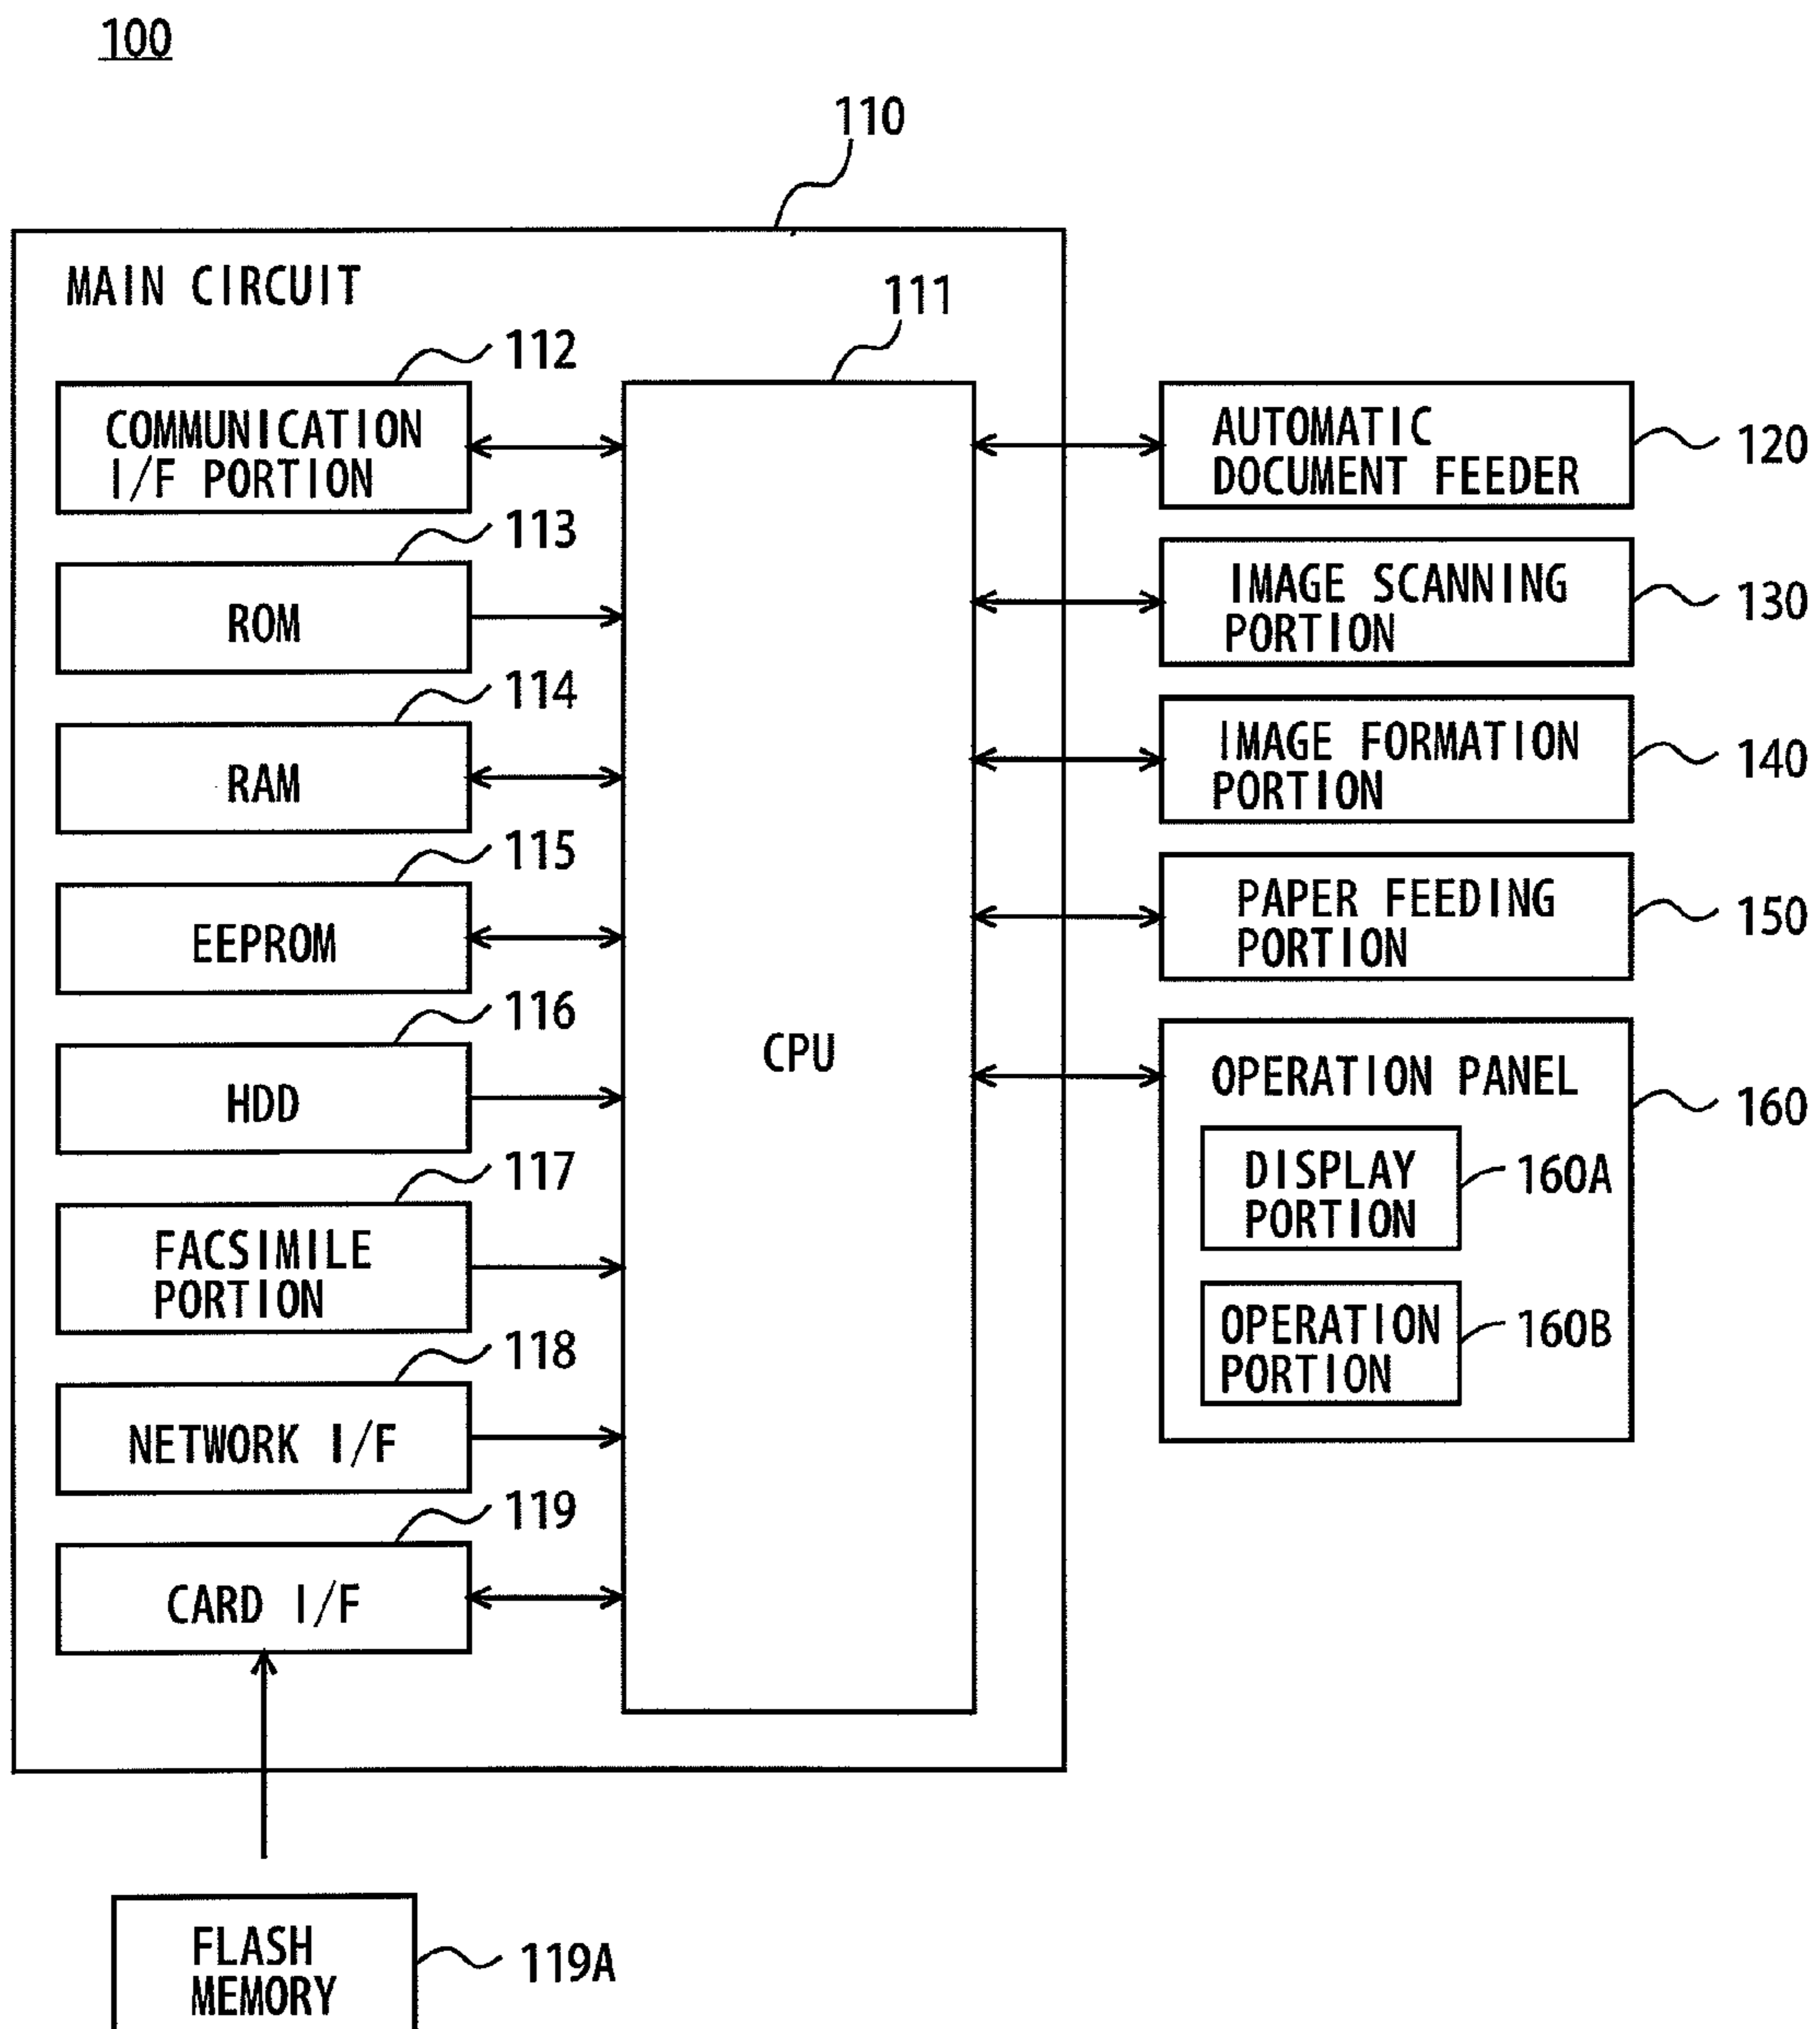 100
110
MAIN CIRCUIT
111
112
COMMUNICATION
I/F PORTION
113
ROM
114
RAM
115
EEPROM
116
HDD
117
FACSIMILE
PORTION
118
NETWORK I/F
119
CARD I/F
CPU
AUTOMATIC
DOCUMENT FEEDER
120
IMAGE SCANNING
PORTION
130
IMAGE FORMATION
PORTION
140
PAPER FEEDING
PORTION
150
OPERATION PANEL
160
DISPLAY
PORTION
160A
OPERATION
PORTION
160B
FLASH
MEMORY
119A